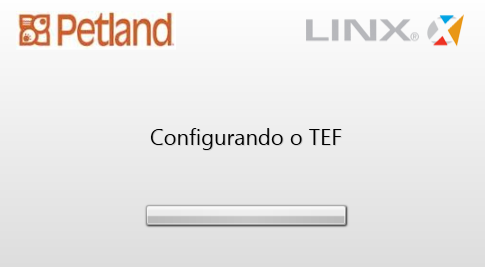 Petland
LINX®
Configurando o TEF